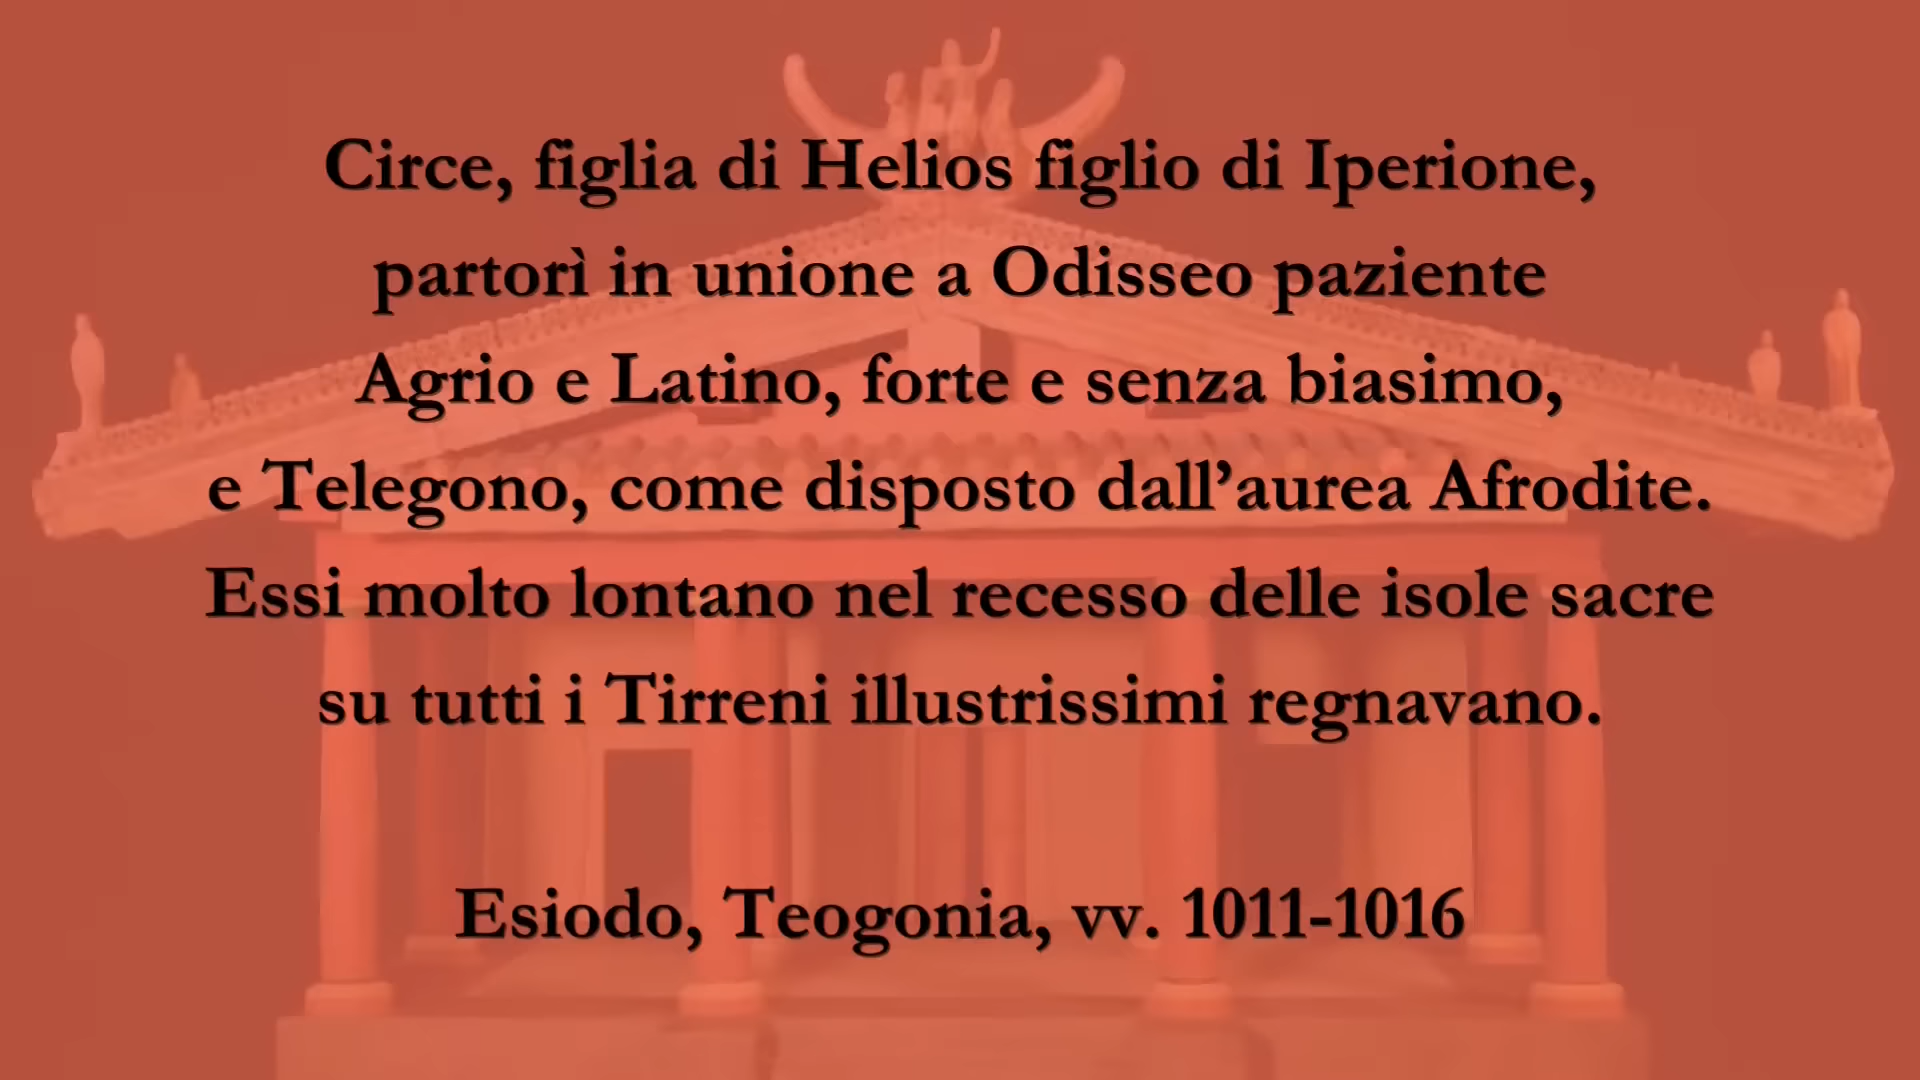 Circe, figlia di Helios figlio di Iperione,
partorì in unione a Odisseo paziente
Agrio e Latino, forte e senza biasimo,
e Telegono, come disposto dall’aurea Afrodite.
Essi molto lontano nel recesso delle isole sacre
su tutti i Tirreni illustrissimi regnavano.
Esiodo, Teogonia, vv. 1011-1016